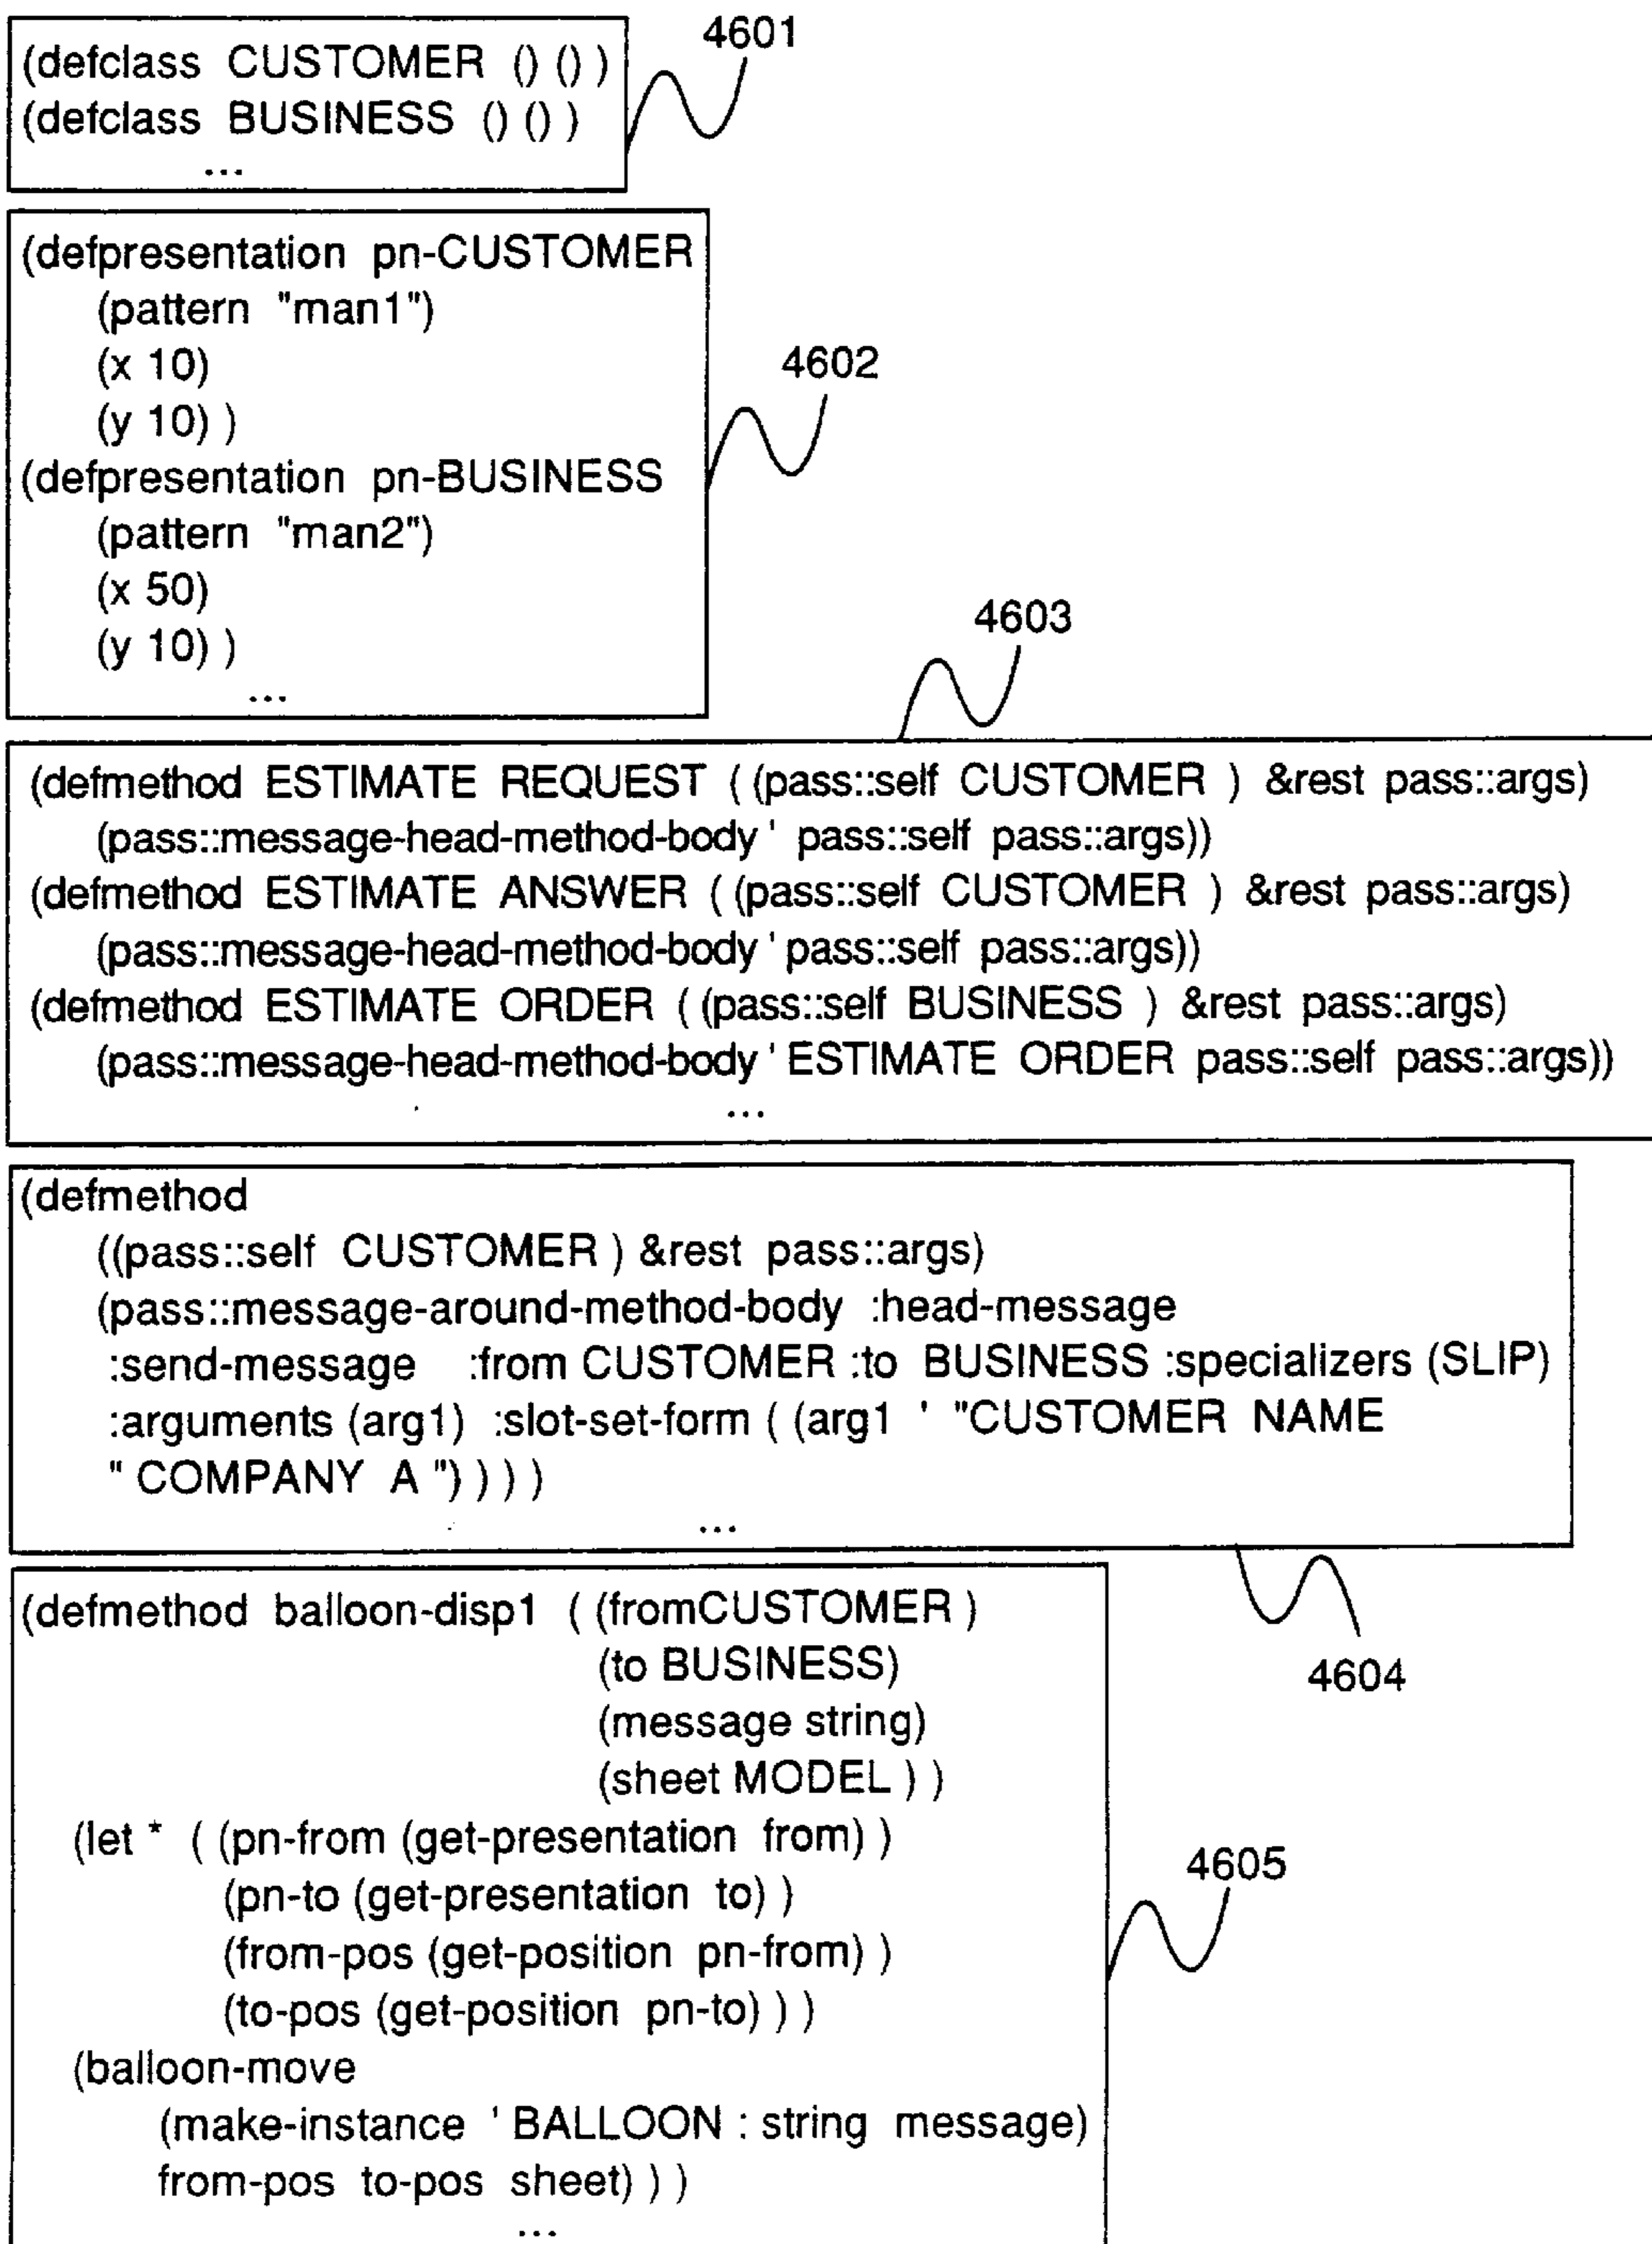 4601
(defclass CUSTOMER () () )
(defclass BUSINESS () () )
...
(defpresentation pn-CUSTOMER
(pattern "man1")
(x 10)
(y 10) )
4602
(defpresentation pn-BUSINESS
(pattern "man2")
(x 50)
(y 10) )
...
4603
(defmethod ESTIMATE REQUEST ( (pass::self CUSTOMER ) &rest pass::args)
(pass::message-head-method-body ' pass::self pass::args))
(defmethod ESTIMATE ANSWER ( (pass::self CUSTOMER ) &rest pass::args)
(pass::message-head-method-body ' pass::self pass::args))
(defmethod ESTIMATE ORDER ( (pass::self BUSINESS ) &rest pass::args)
(pass::message-head-method-body ' ESTIMATE ORDER pass::self pass::args))
...
(defmethod
((pass::self CUSTOMER ) &rest pass::args)
(pass::message-around-method-body :head-message
:send-message :from CUSTOMER :to BUSINESS :specializers (SLIP)
:arguments (arg1) :slot-set-form ( (arg1 ' "CUSTOMER NAME
" COMPANY A ") ) ) )
...
4604
(defmethod balloon-disp1 ( (fromCUSTOMER )
(to BUSINESS)
(message string)
(sheet MODEL ) )
(let * ( (pn-from (get-presentation from) )
(pn-to (get-presentation to) )
(from-pos (get-position pn-from) )
(to-pos (get-position pn-to) ) )
4605
(balloon-move
(make-instance ' BALLOON : string message)
from-pos to-pos sheet) ) )
...